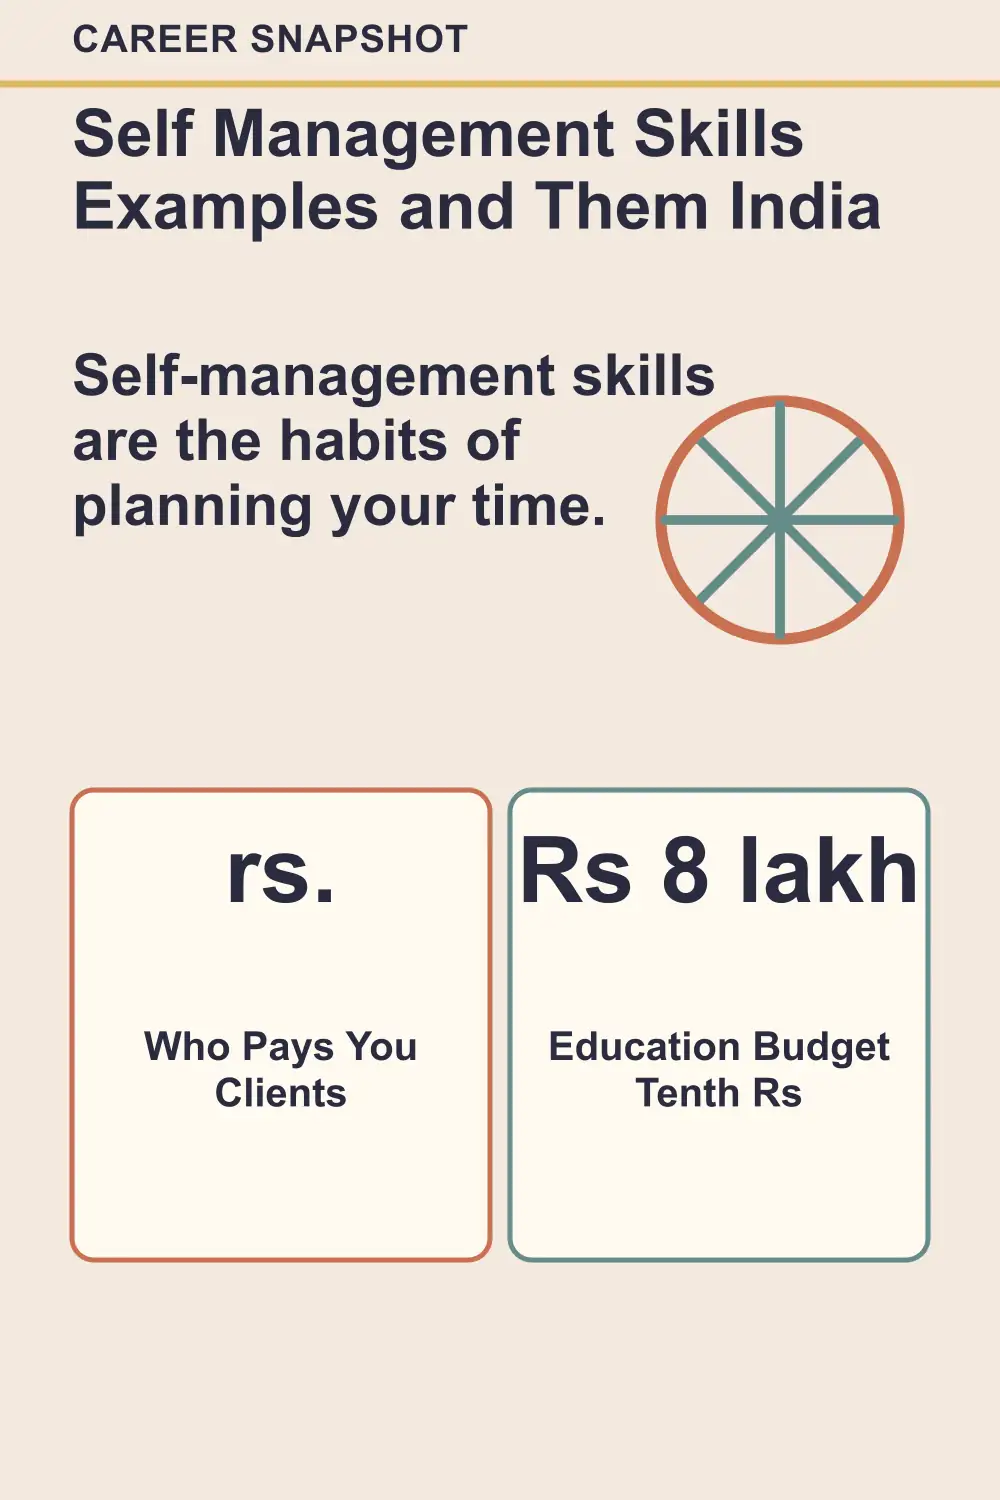 CAREER SNAPSHOT
Self Management Skills
Examples and Them India
Self-management skills
are the habits of
planning your time.
rs.
Who Pays You
Clients
Rs 8 lakh
Education Budget
Tenth Rs